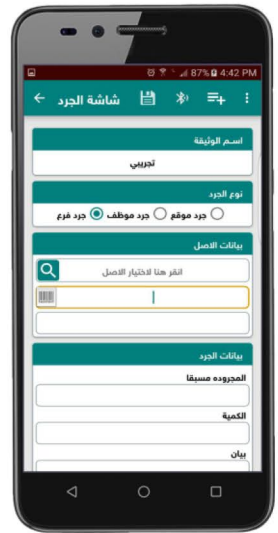 87% 4:42 PM
شاشة الجرد
اسم الوثيقة
تجريبي
نوع الجرد
جرد موقع جرد موظف جرد فرع
بيانات الاصل
انقر هنا لاختيار الاصل
بيانات الجرد
المجروده مسبقا
الكمية
بيان